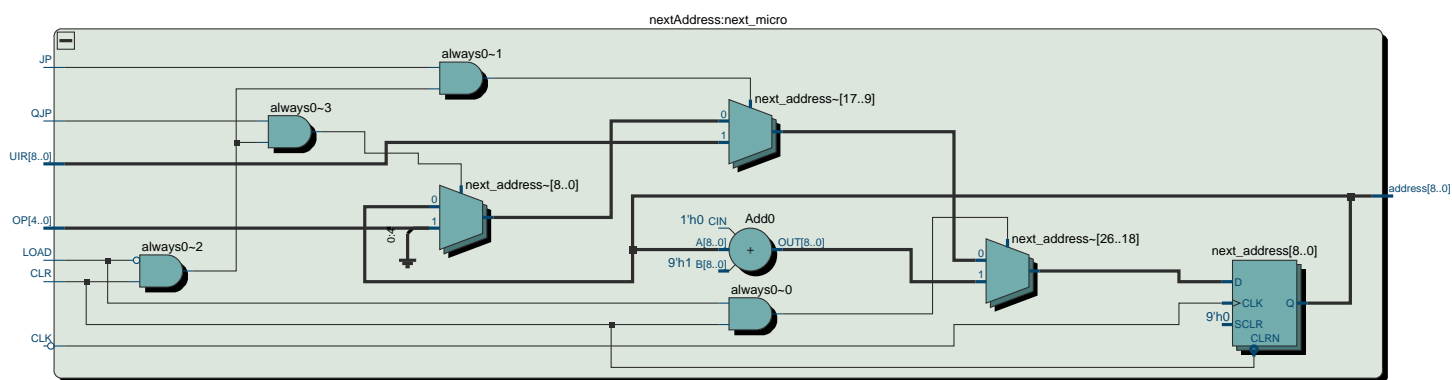 nextAddress:next_micro
always0~1
JP
next_address~[17..9]
always0~3
QJP
0
1
UIR[8..0]
next_address~[8..0]
address[8..0]
0
OP[4..0]
1
0:4
1'h0 CIN
Add0
A[8..0]
OUT[8..0]
+
9'h1 B[8..0]
always0~2
LOAD
CLR
next_address~[26..18]
0
1
next_address[8..0]
D
CLK
Q
9'h0
SCLR
CLRN
always0~0
CLK